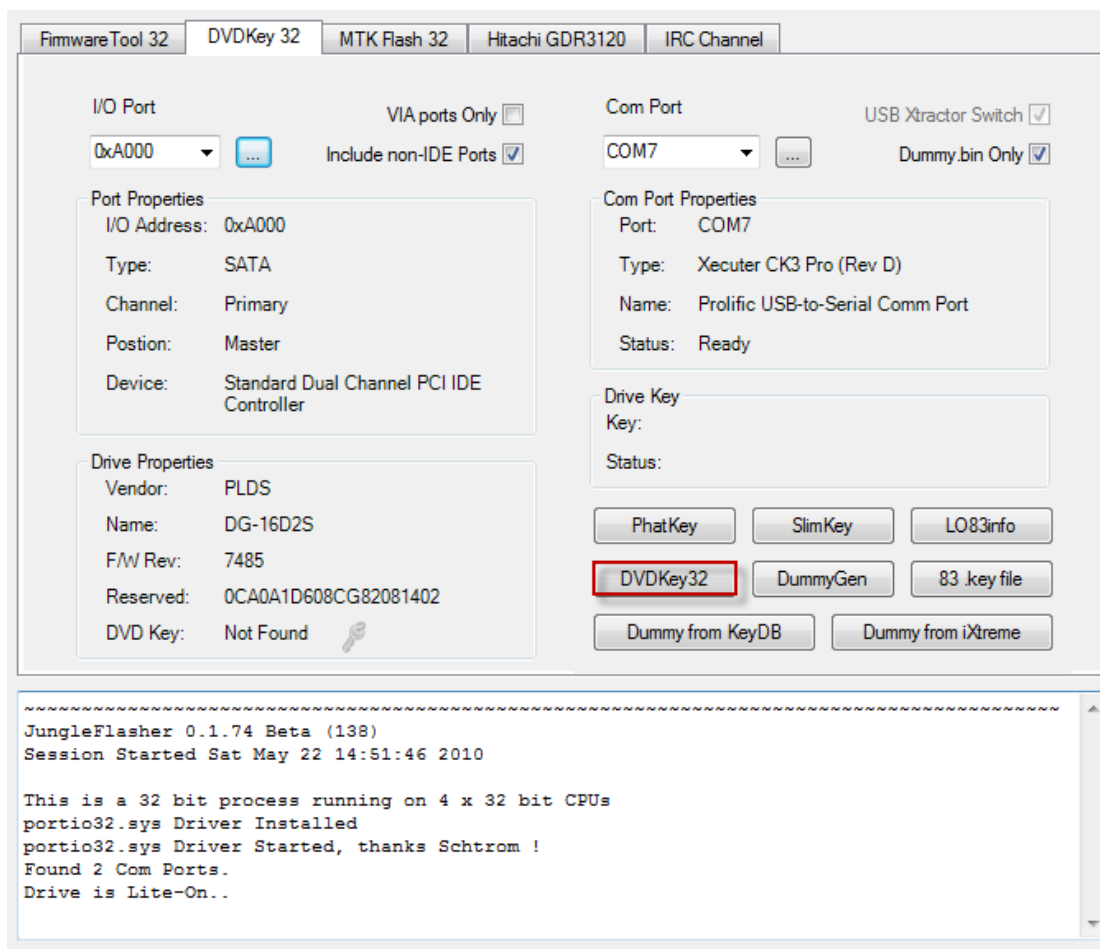 FirmwareTool 32
DVDKey 32
MTK Flash 32
Hitachi GDR3120
IRC Channel
I/O Port
VIA ports Only
0xA000
...
Include non-IDE Ports
Port Properties
I/O Address: 0xA000
Type: SATA
Channel: Primary
Postion: Master
Device: Standard Dual Channel PCI IDE
Controller
Drive Properties
Vendor: PLDS
Name: DG-16D2S
F/W Rev: 7485
Reserved: 0CA0A1D608CG82081402
DVD Key: Not Found
Com Port
USB Xtractor Switch
COM7
...
Dummy.bin Only
Com Port Properties
Port: COM7
Type: Xecuter CK3 Pro (Rev D)
Name: Prolific USB-to-Serial Comm Port
Status: Ready
Drive Key
Key:
Status:
PhatKey
SlimKey
LO83info
DVDKey32
DummyGen
83 .key file
Dummy from KeyDB
Dummy from iXtreme
~~~~~~~~~~~~~~~~~~~~~~~~~~~~~~~~~~~~~~~~~~~~~~~~~~~~~~~~~~~~~~~~~~~~~~~~~~~~~~~~~~~~~~~~
JungleFlasher 0.1.74 Beta (138)
Session Started Sat May 22 14:51:46 2010
This is a 32 bit process running on 4 x 32 bit CPUs
portio32.sys Driver Installed
portio32.sys Driver Started, thanks Schtrom !
Found 2 Com Ports.
Drive is Lite-On..